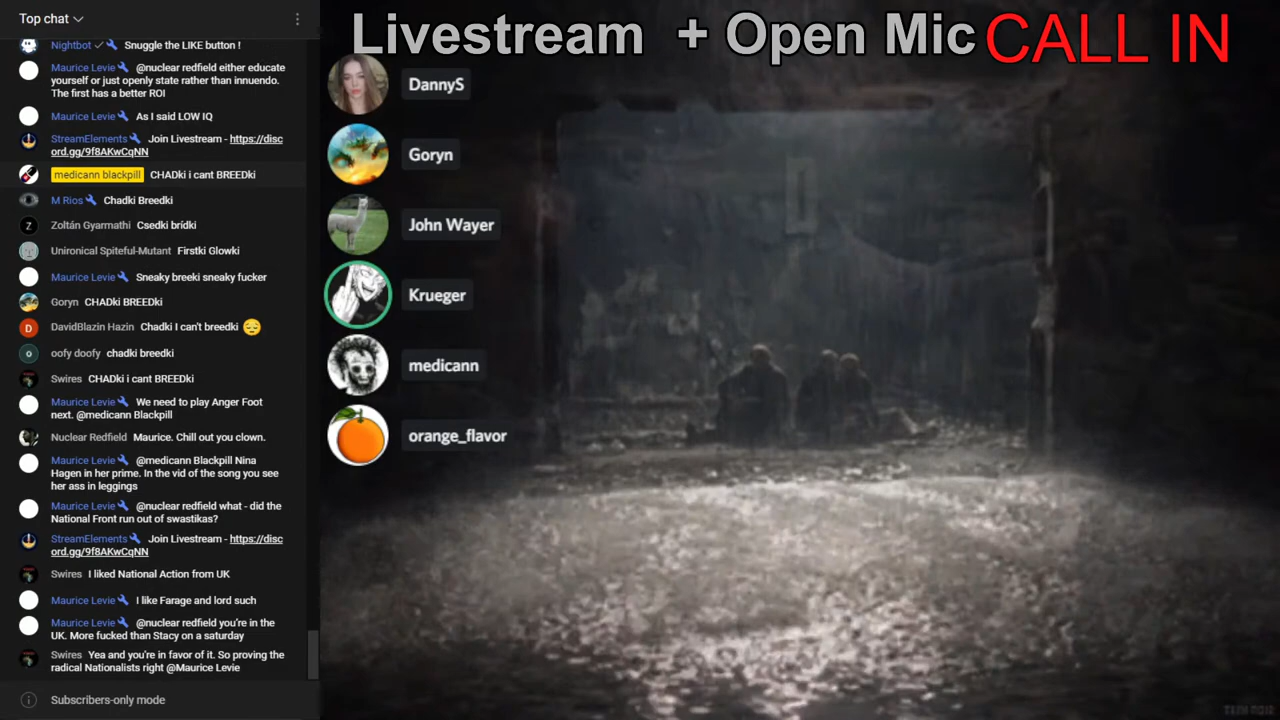 Top chat
Nightbot Snuggle the LIKE button !
Maurice Levie @nuclear redfield either educate
yourself or just openly state rather than innuendo.
The first has a better ROI
Maurice Levie As I said LOW IQ
StreamElements Join Livestream - https://disc
ord.gg/9f8AKwCqNN
medicann blackpill CHADki i cant BREEDki
M Rios Chadki Breedki
Zoltán Gyarmathi Csedki brídki
Unironical Spiteful-Mutant Firstki Glowki
Maurice Levie Sneaky breeki sneaky fucker
Goryn CHADki BREEDki
DavidBlazin Hazin Chadki I can't breedki 😔
oofy doofy chadki breedki
Swires CHADki i cant BREEDki
Maurice Levie We need to play Anger Foot
next. @medicann Blackpill
Nuclear Redfield Maurice. Chill out you clown.
Maurice Levie @medicann Blackpill Nina
Hagen in her prime. In the vid of the song you see
her ass in leggings
Maurice Levie @nuclear redfield what - did the
National Front run out of swastikas?
StreamElements Join Livestream - https://disc
ord.gg/9f8AKwCqNN
Swires I liked National Action from UK
Maurice Levie I like Farage and lord such
Maurice Levie @nuclear redfield you're in the
UK. More fucked than Stacy on a saturday
Swires Yea and you're in favor of it. So proving the
radical Nationalists right @Maurice Levie
Subscribers-only mode
Livestream + Open Mic CALL IN
DannyS
Goryn
John Wayer
Krueger
medicann
orange_flavor